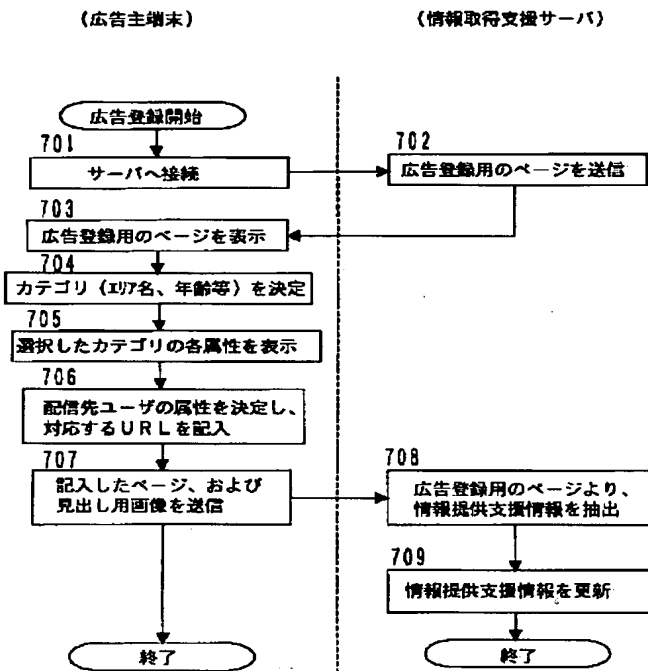 (広告主端末)
(情報取得支援サーバ)
広告登録開始
701
サーバへ接続
702
広告登録用のページを送信
703
広告登録用のページを表示
704
カテゴリ(エリア名、年齢等)を決定
705
選択したカテゴリの各属性を表示
706
配信先ユーザの属性を決定し、
対応するURLを記入
707
記入したページ、および
見出し用画像を送信
708
広告登録用のページより、
情報提供支援情報を抽出
709
情報提供支援情報を更新
終了
終了